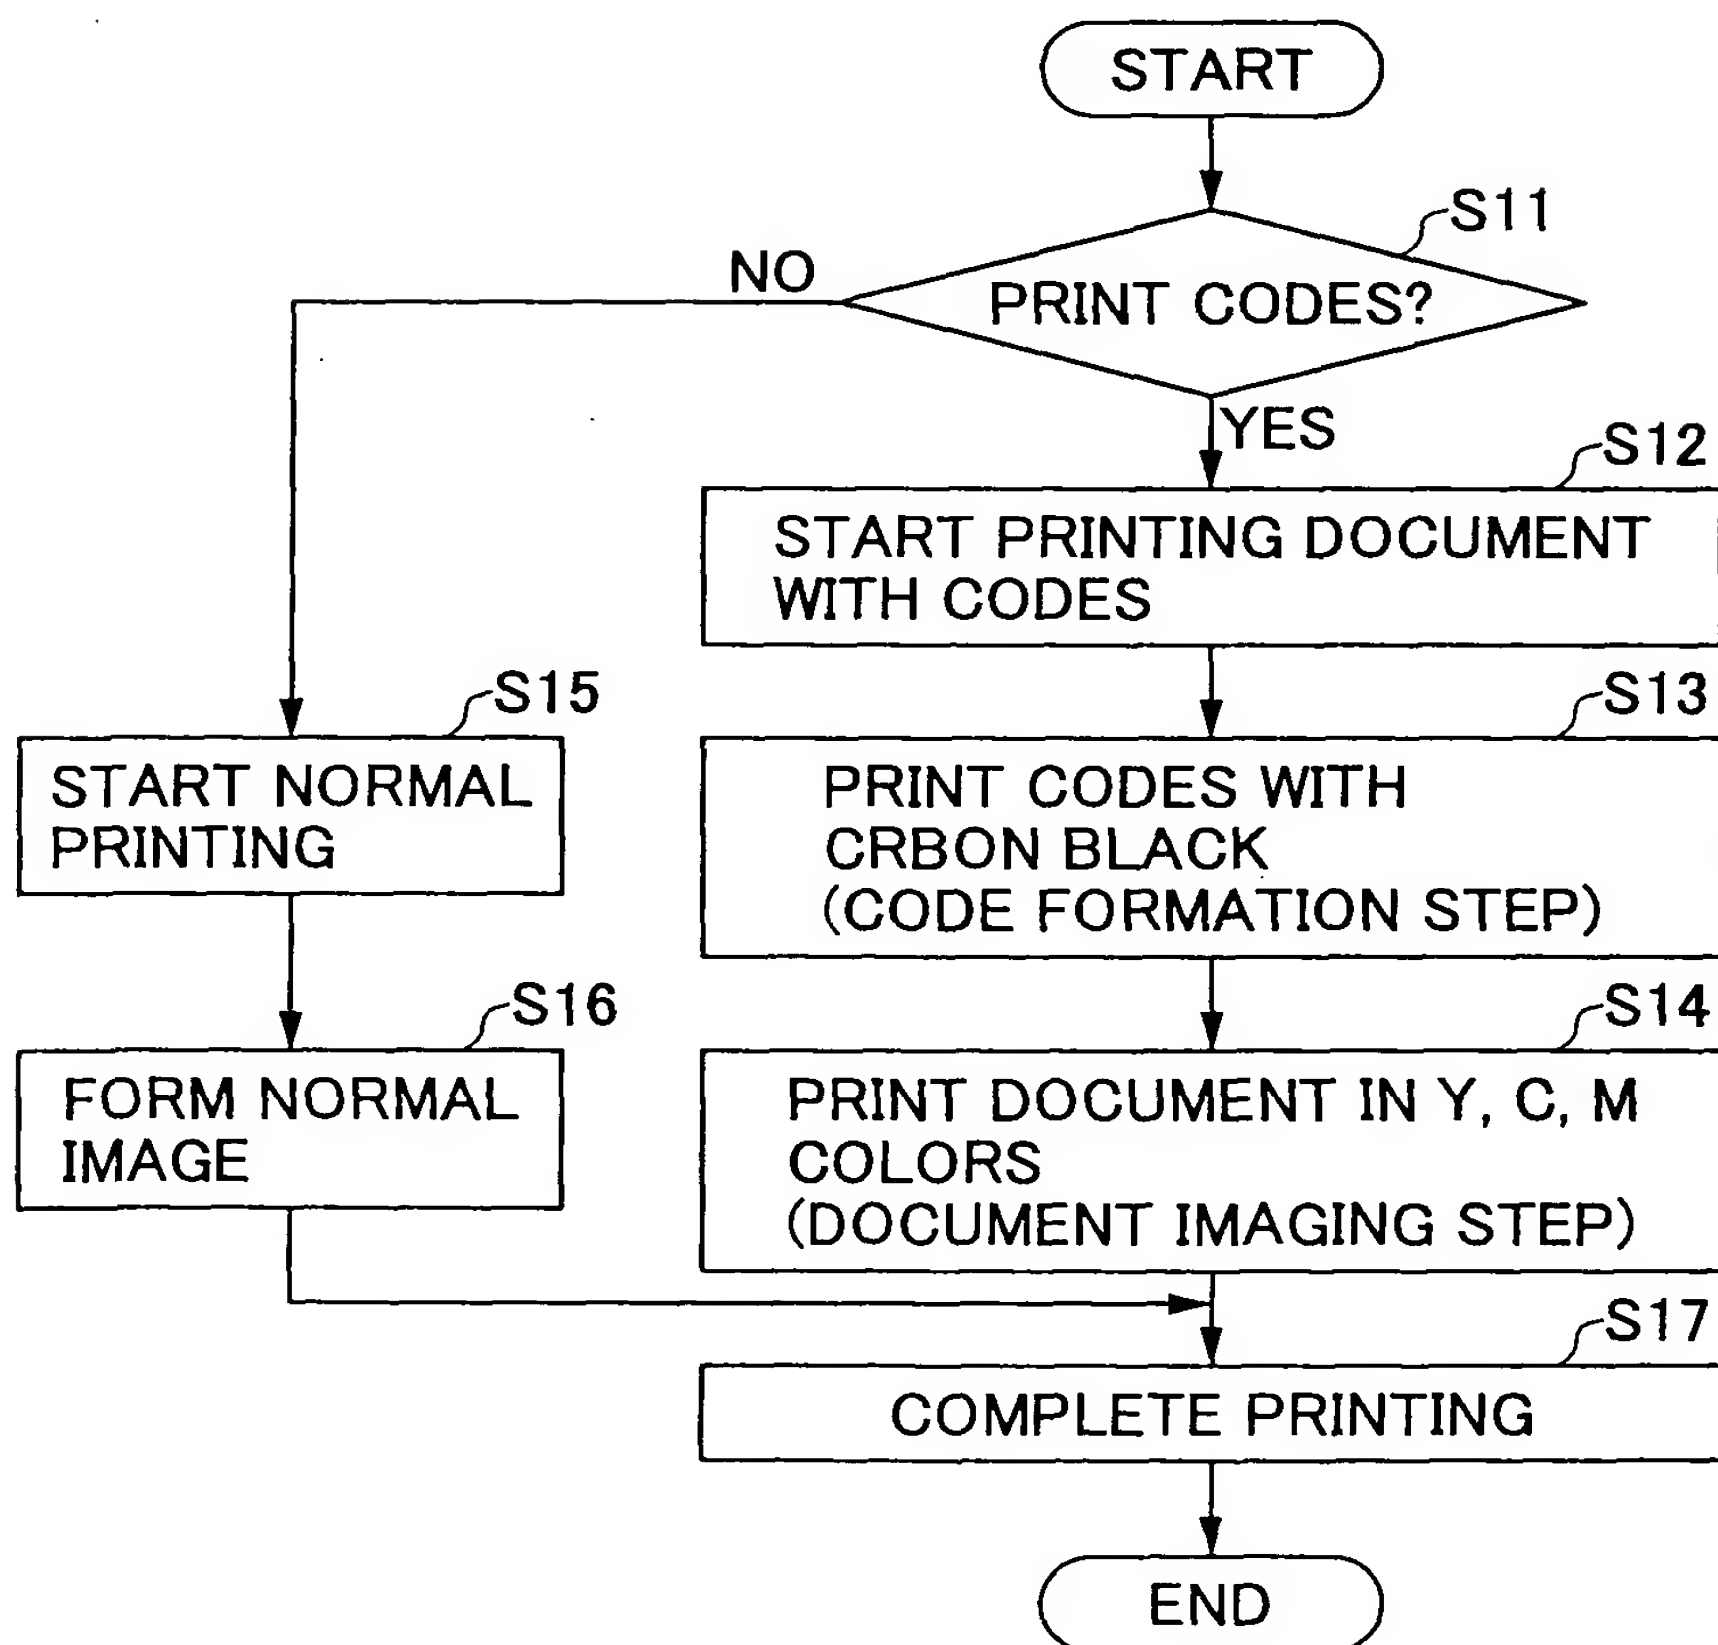 START
S11
NO
PRINT CODES?
YES
S12
START PRINTING DOCUMENT
WITH CODES
S15
START NORMAL
PRINTING
S13
PRINT CODES WITH
CRBON BLACK
(CODE FORMATION STEP)
S16
FORM NORMAL
IMAGE
S14
PRINT DOCUMENT IN Y, C, M
COLORS
(DOCUMENT IMAGING STEP)
S17
COMPLETE PRINTING
END